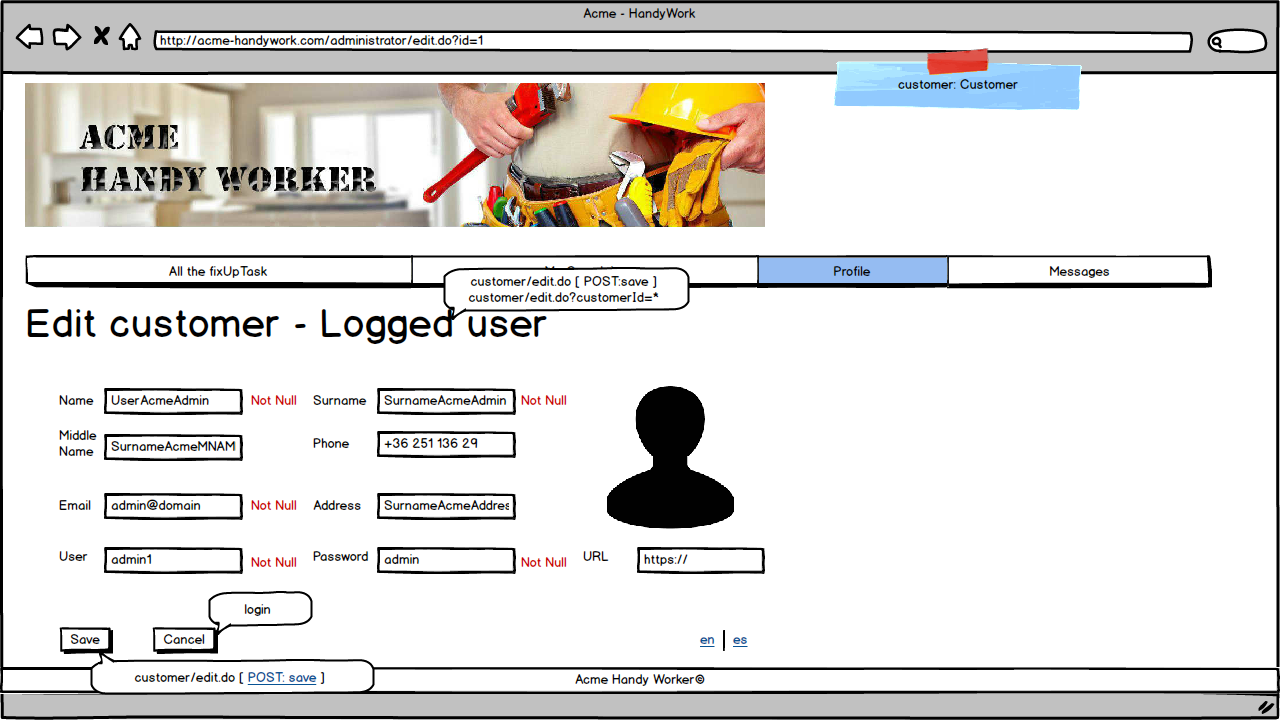 Acme - HandyWork
http://acme-handywork.com/administrator/edit.do?id=1
customer: Customer
ACME
HANDY WORKER
All the fixUpTask
Profile
Messages
customer/edit.do [ POST:save ]
customer/edit.do?customerId=*
Edit customer - Logged user
Name UserAcmeAdmin Not Null Surname SurnameAcmeAdmin Not Null
Middle Name SurnameAcmeMNAM Phone +36 251 136 29
Email admin@domain Not Null Address SurnameAcmeAddres
User admin1 Not Null Password admin Not Null URL https://
login
Save Cancel en es
customer/edit.do [ POST: save ]
Acme Handy Worker©